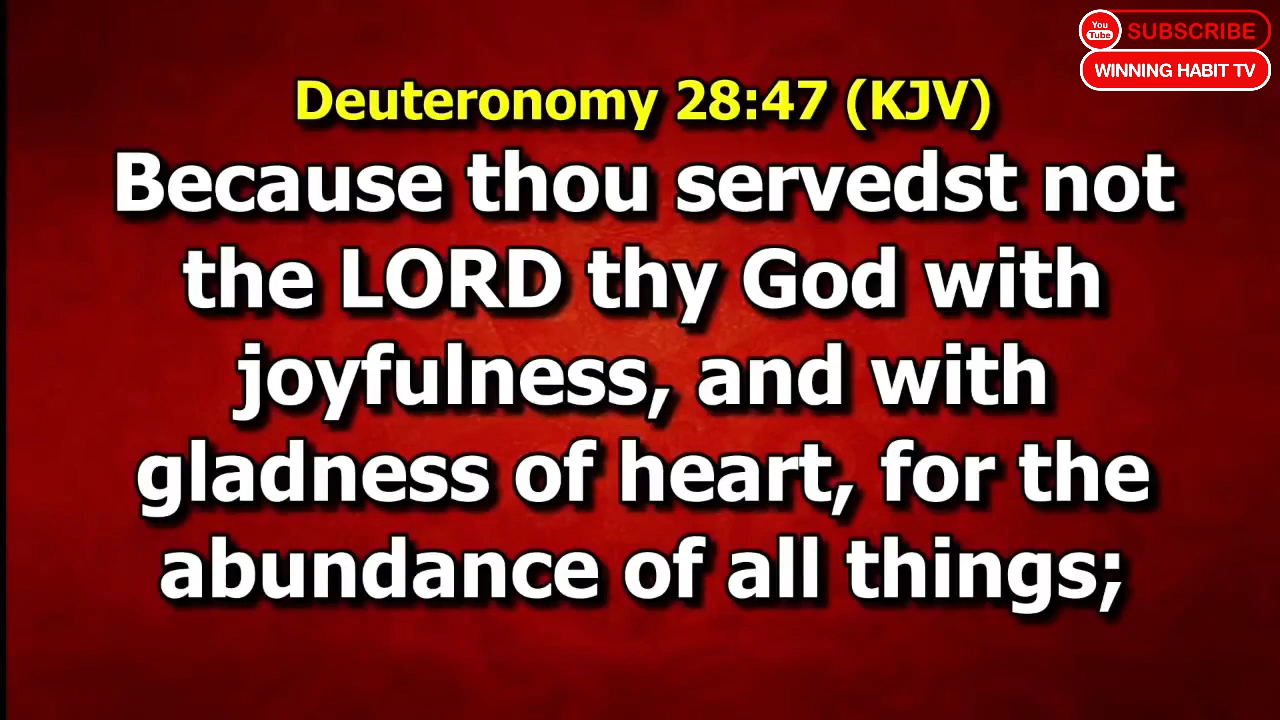 You
Tube
SUBSCRIBE
WINNING HABIT TV
Deuteronomy 28:47 (KJV)
Because thou servedst not
the LORD thy God with
joyfulness, and with
gladness of heart, for the
abundance of all things;